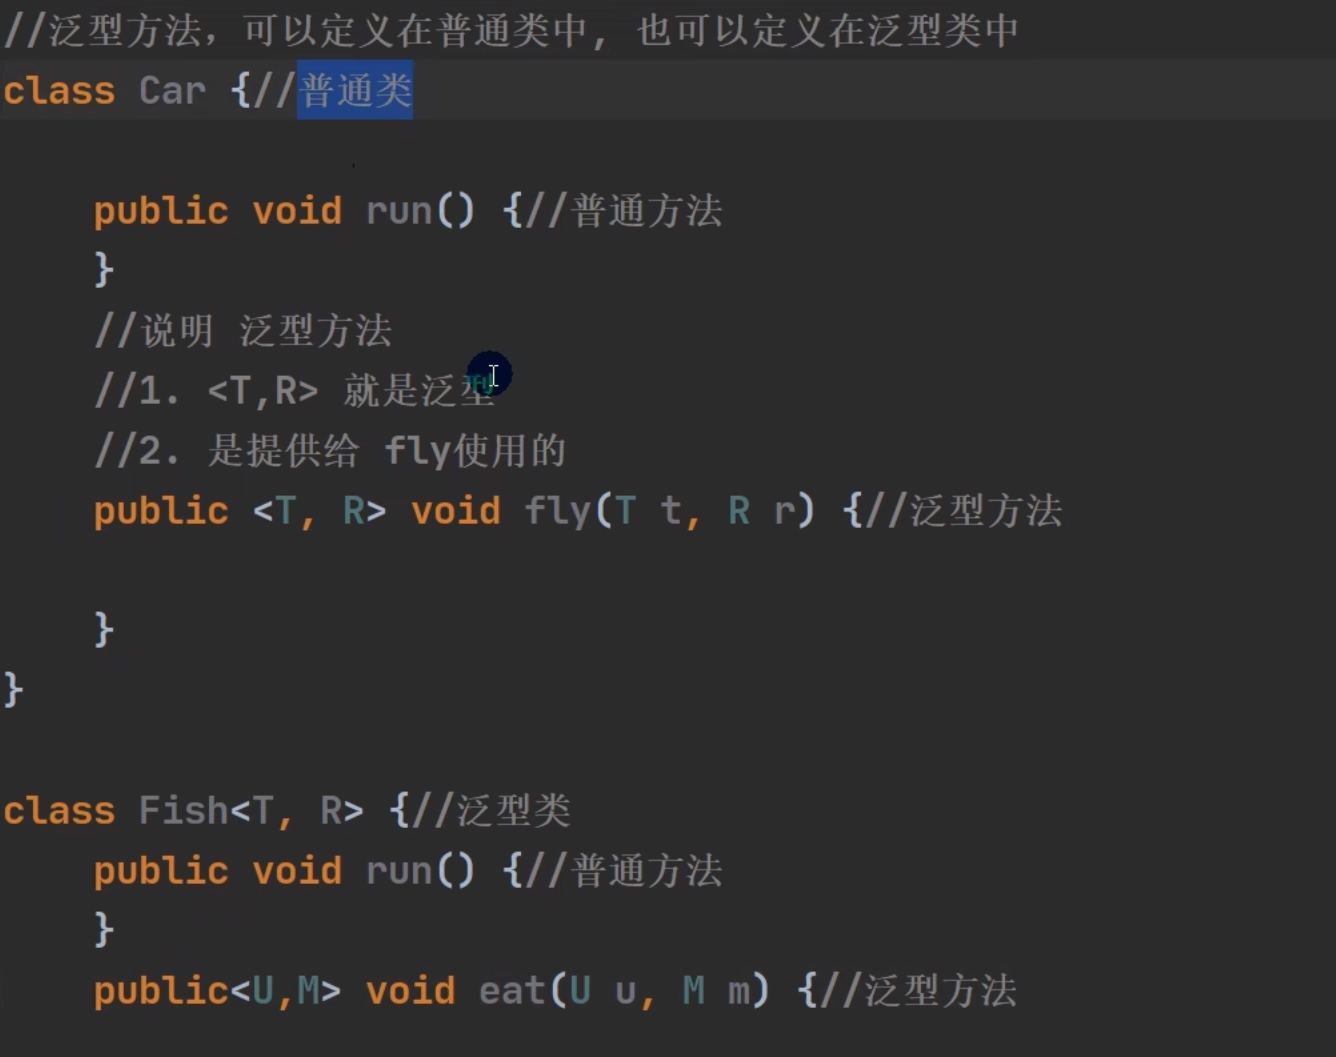 //泛型方法，可以定义在普通类中, 也可以定义在泛型类中
class Car {//普通类
public void run() {//普通方法
}
//说明 泛型方法
//1. <T,R> 就是泛型
//2. 是提供给 fly使用的
public <T, R> void fly(T t, R r) {//泛型方法
}
}
class Fish<T, R> {//泛型类
public void run() {//普通方法
}
public<U,M> void eat(U u, M m) {//泛型方法